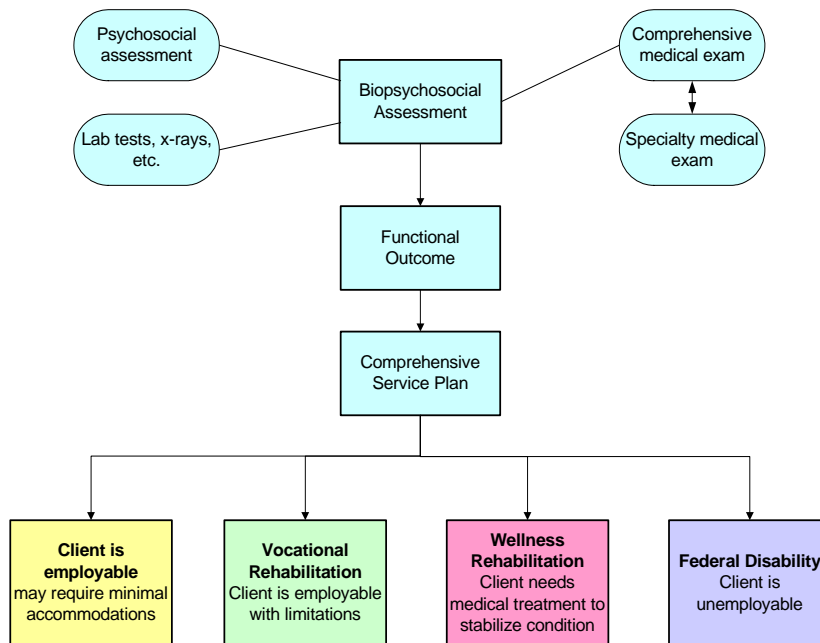 Psychosocial
assessment
Comprehensive
medical exam
Biopsychosocial
Assessment
Lab tests, x-rays,
etc.
Specialty medical
exam
Functional
Outcome
Comprehensive
Service Plan
Client is
employable
may require minimal
accommodations
Vocational
Rehabilitation
Client is employable
with limitations
Wellness
Rehabilitation
Client needs
medical treatment to
stabilize condition
Federal Disability
Client is
unemployable